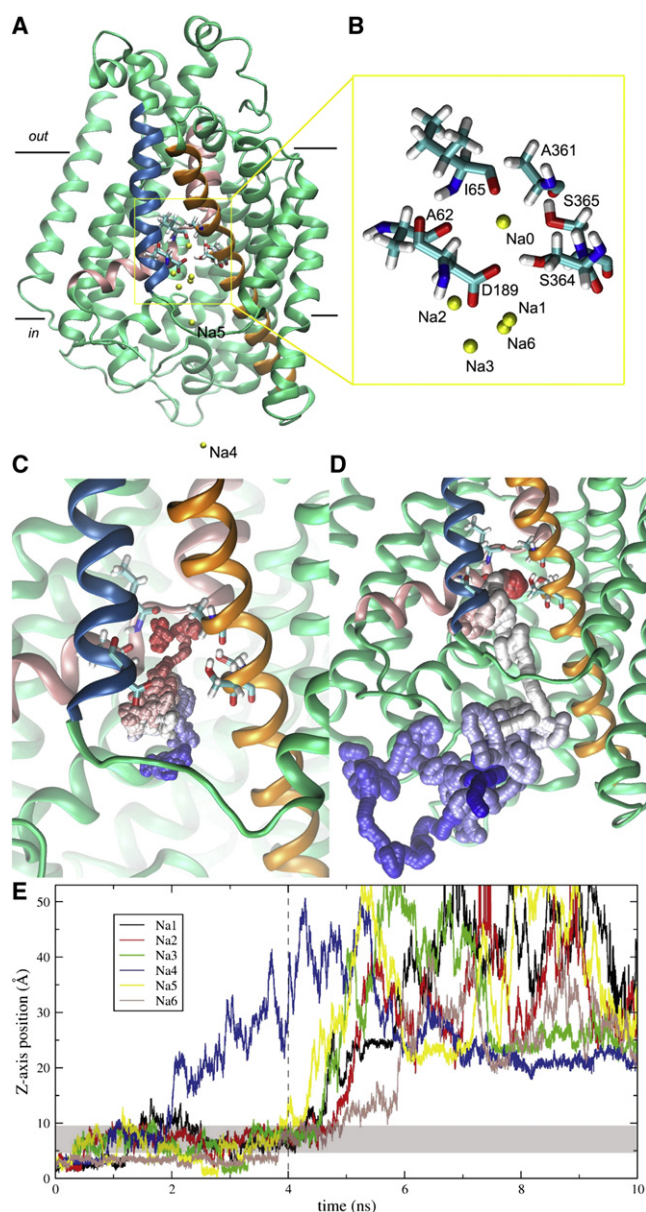 A
B
out
in
Na5
Na4
I65
A361
S365
A62
Na0
D189
S364
Na2
Na1
Na6
Na3
C
D
E
Z-axis position (Å)
50
40
30
20
10
0
Na1
Na2
Na3
Na4
Na5
Na6
0
2
4
6
8
10
time (ns)